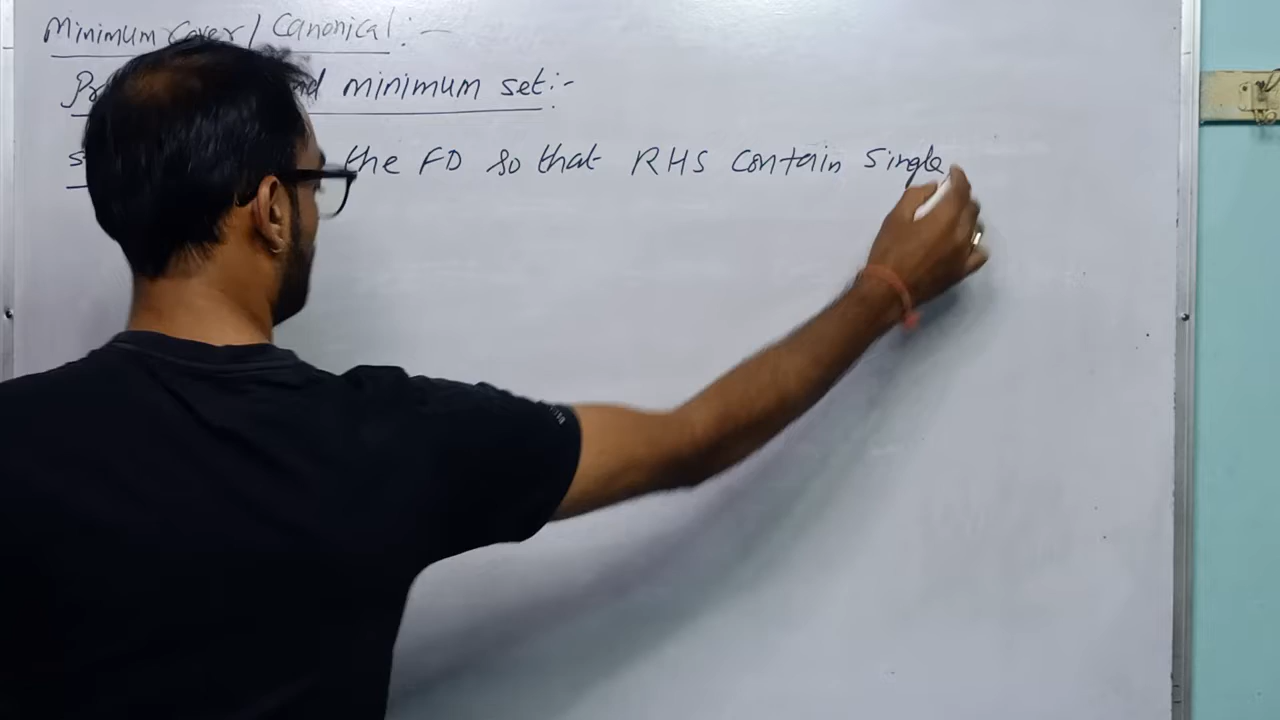 Minimum Cover / Canonical :-
minimum set :-
the FD so that RHS contain single